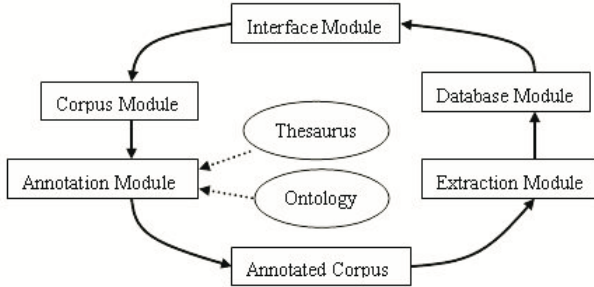 Interface Module
Corpus Module
Database Module
Thesaurus
Annotation Module
Extraction Module
Ontology
Annotated Corpus